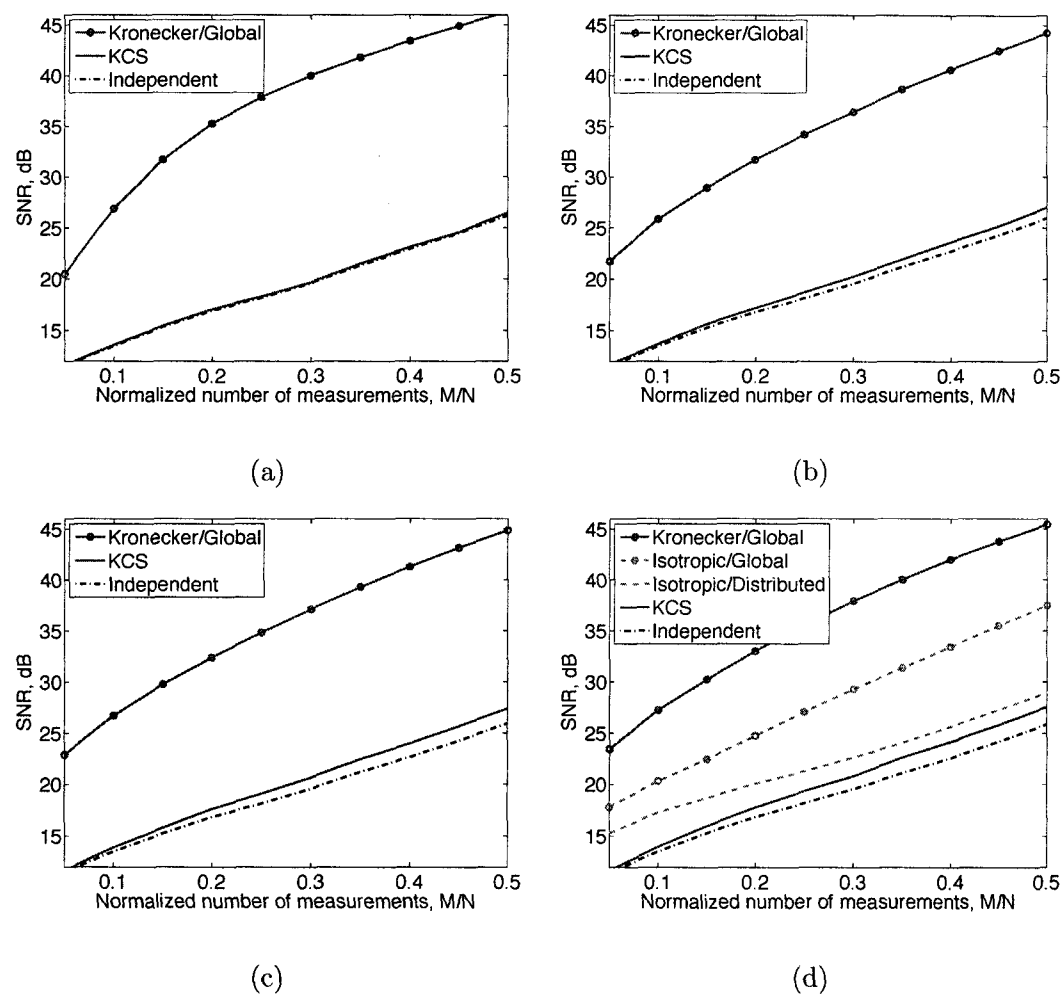 45
40
35
30
25
20
15
SNR, dB
Kronecker/Global
KCS
Independent
0.1 0.2 0.3 0.4 0.5
Normalized number of measurements, M/N
(a)
45
40
35
30
25
20
15
SNR, dB
Kronecker/Global
KCS
Independent
0.1 0.2 0.3 0.4 0.5
Normalized number of measurements, M/N
(b)
45
40
35
30
25
20
15
SNR, dB
Kronecker/Global
KCS
Independent
0.1 0.2 0.3 0.4 0.5
Normalized number of measurements, M/N
(c)
45
40
35
30
25
20
15
SNR, dB
Kronecker/Global
Isotropic/Global
Isotropic/Distributed
KCS
Independent
0.1 0.2 0.3 0.4 0.5
Normalized number of measurements, M/N
(d)